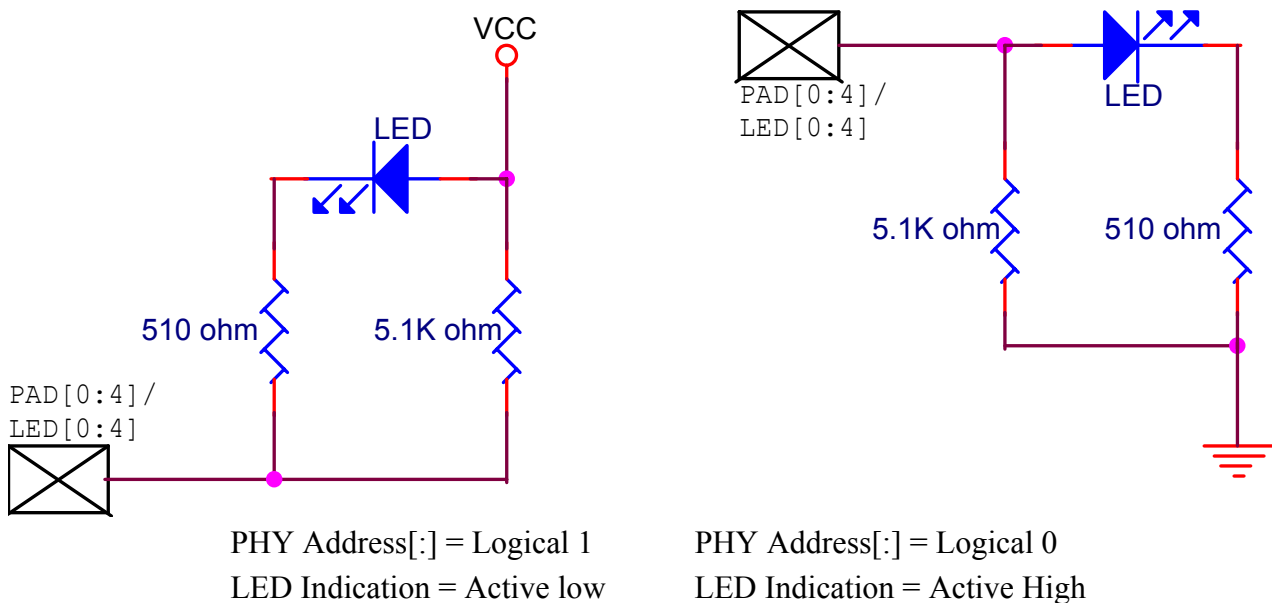 VCC
LED
510 ohm
5.1K ohm
PAD[0:4]/
LED[0:4]
PAD[0:4]/
LED[0:4]
LED
5.1K ohm
510 ohm
PHY Address[:] = Logical 1
LED Indication = Active low
PHY Address[:] = Logical 0
LED Indication = Active High